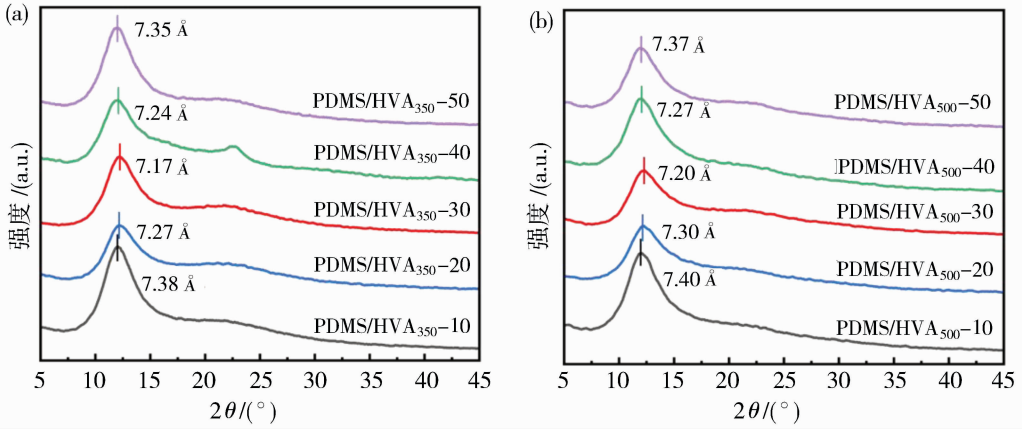 (a)
7.35 Å
PDMS/HVA350-50
7.24 Å
PDMS/HVA350-40
7.17 Å
PDMS/HVA350-30
7.27 Å
PDMS/HVA350-20
7.38 Å
PDMS/HVA350-10
强度/(a.u.)
5 10 15 20 25 30 35 40 45
2θ/(°)
(b)
7.37 Å
PDMS/HVA500-50
7.27 Å
PDMS/HVA500-40
7.20 Å
PDMS/HVA500-30
7.30 Å
PDMS/HVA500-20
7.40 Å
PDMS/HVA500-10
强度/(a.u.)
5 10 15 20 25 30 35 40 45
2θ/(°)